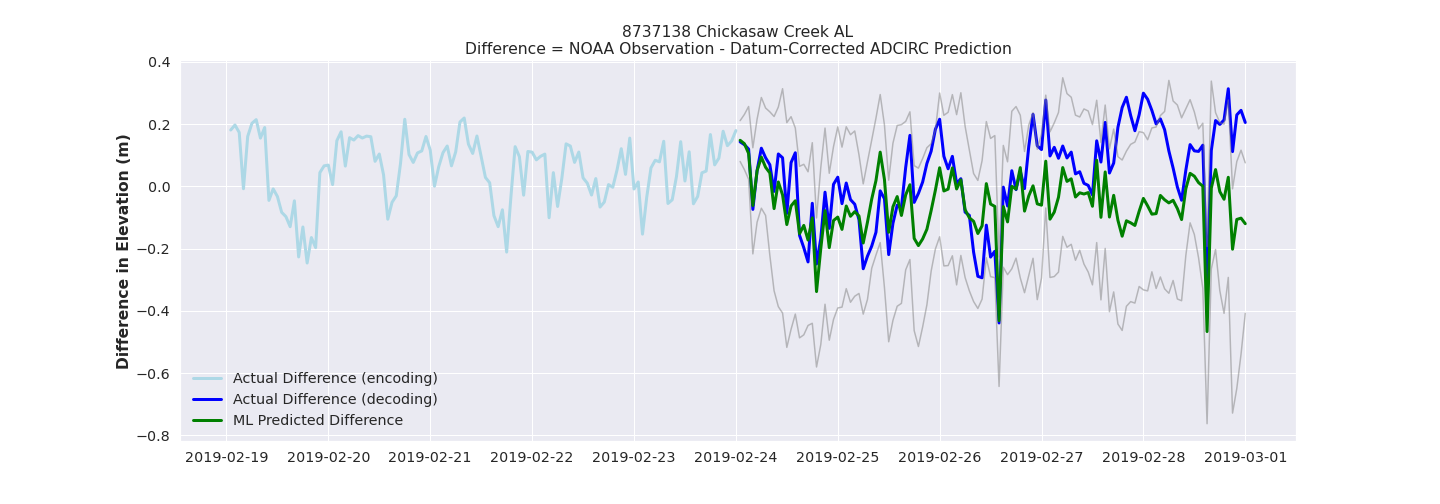 8737138 Chickasaw Creek AL
Difference = NOAA Observation - Datum-Corrected ADCIRC Prediction
Difference in Elevation (m)
0.4
0.2
0.0
−0.2
−0.4
−0.6
−0.8
Actual Difference (encoding)
Actual Difference (decoding)
ML Predicted Difference
2019-02-19 2019-02-20 2019-02-21 2019-02-22 2019-02-23 2019-02-24 2019-02-25 2019-02-26 2019-02-27 2019-02-28 2019-03-01